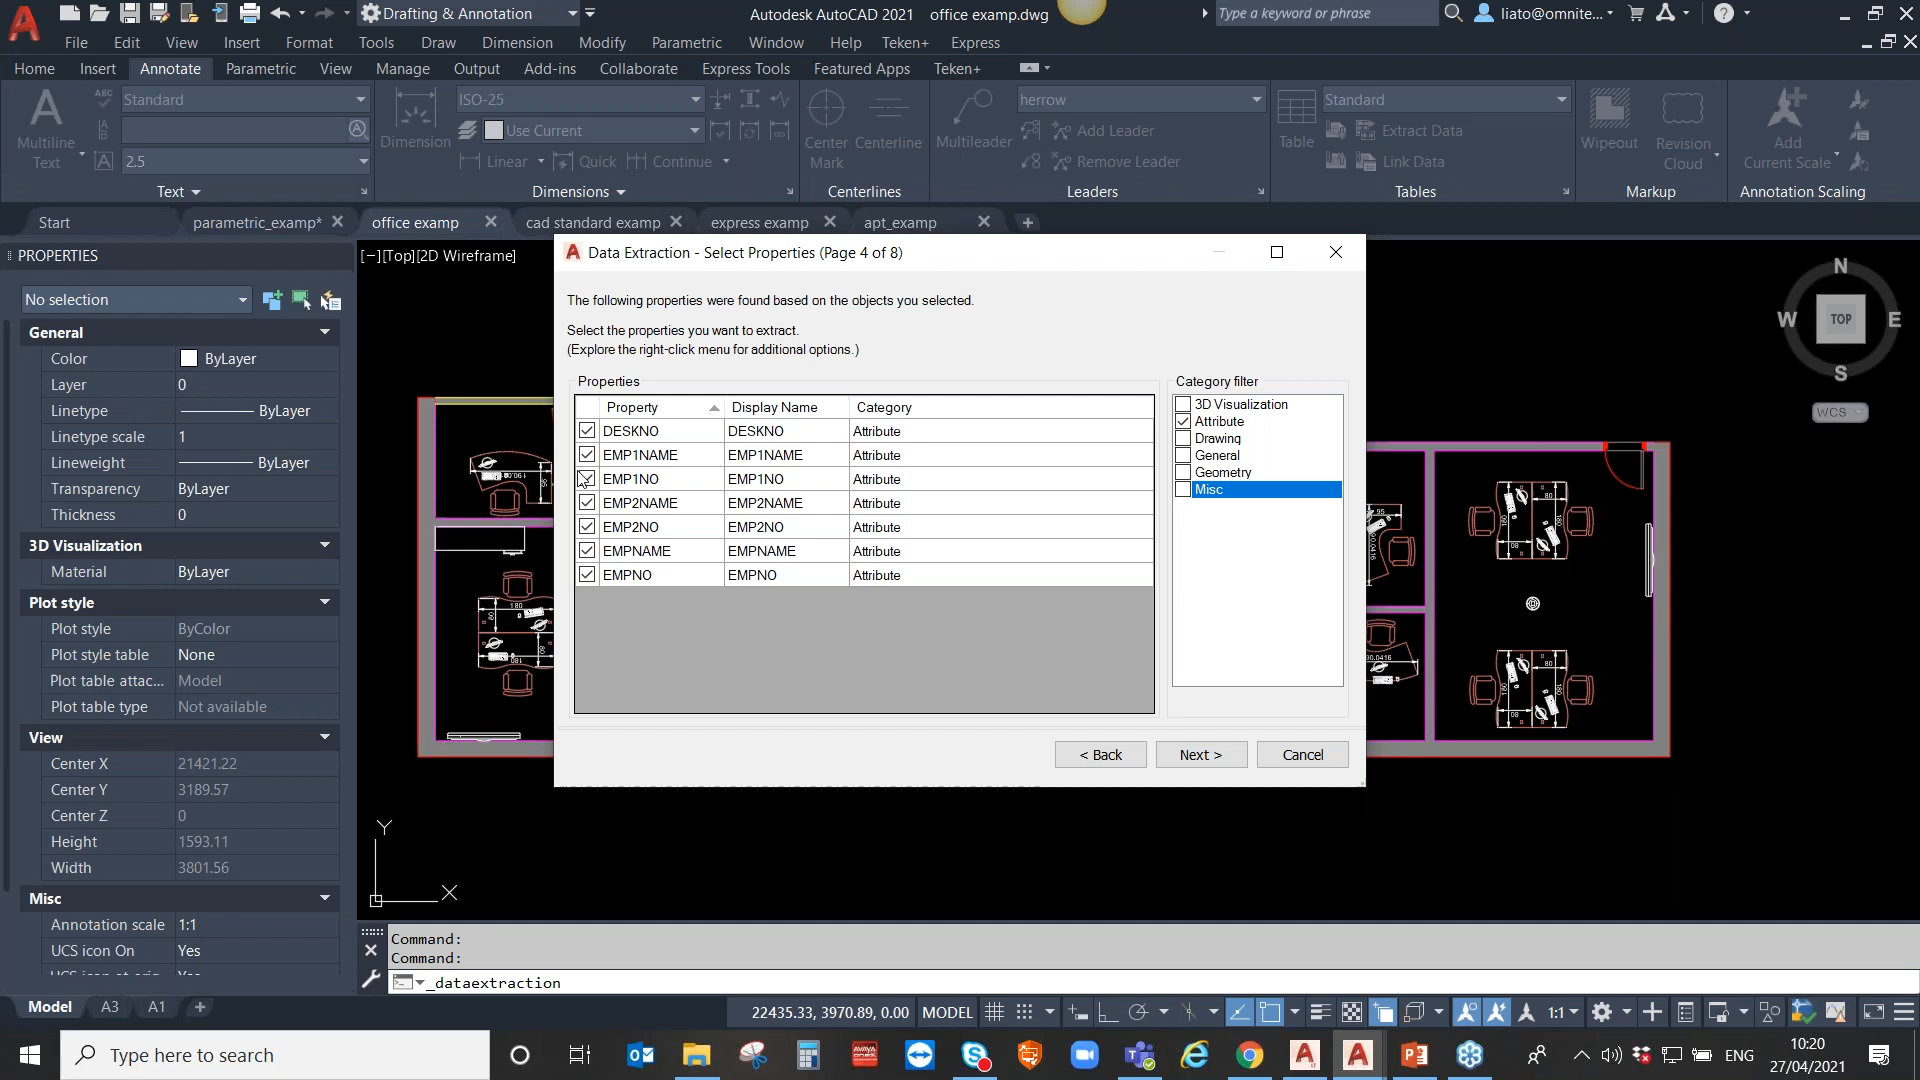 Drafting & Annotation
Autodesk AutoCAD 2021 office examp.dwg
Type a keyword or phrase
liato@omnite...
File Edit View Insert Format Tools Draw Dimension Modify Parametric Window Help Teken+ Express
Home Insert Annotate Parametric View Manage Output Add-ins Collaborate Express Tools Featured Apps Teken+
Multiline Text
ABC
Standard
2.5
Text
Dimension
ISO-25
Use Current
Linear Quick Continue
Dimensions
Center Mark
Centerline
Centerlines
Multileader
herrow
Add Leader
Remove Leader
Leaders
Table
Standard
Extract Data
Link Data
Tables
Wipeout
Revision Cloud
Markup
Add Current Scale
Annotation Scaling
Start parametric_examp* office examp cad standard examp express examp apt_examp
PROPERTIES
No selection
General
Color ByLayer
Layer 0
Linetype ByLayer
Linetype scale 1
Lineweight ByLayer
Transparency ByLayer
Thickness 0
3D Visualization
Material ByLayer
Plot style
Plot style ByColor
Plot style table None
Plot table attac... Model
Plot table type Not available
View
Center X 21421.22
Center Y 3189.57
Center Z 0
Height 1593.11
Width 3801.56
Misc
Annotation scale 1:1
UCS icon On Yes
[−][Top][2D Wireframe]
Data Extraction - Select Properties (Page 4 of 8)
The following properties were found based on the objects you selected.
Select the properties you want to extract.
(Explore the right-click menu for additional options.)
Properties
Property Display Name Category
DESKNO DESKNO Attribute
EMP1NAME EMP1NAME Attribute
EMP1NO EMP1NO Attribute
EMP2NAME EMP2NAME Attribute
EMP2NO EMP2NO Attribute
EMPNAME EMPNAME Attribute
EMPNO EMPNO Attribute
Category filter
3D Visualization
Attribute
Drawing
General
Geometry
Misc
< Back Next > Cancel
N
W TOP E
S
WCS
Y
X
Command:
Command:
_dataextraction
Model A3 A1
22435.33, 3970.89, 0.00 MODEL
1:1
Type here to search
ENG
10:20
27/04/2021